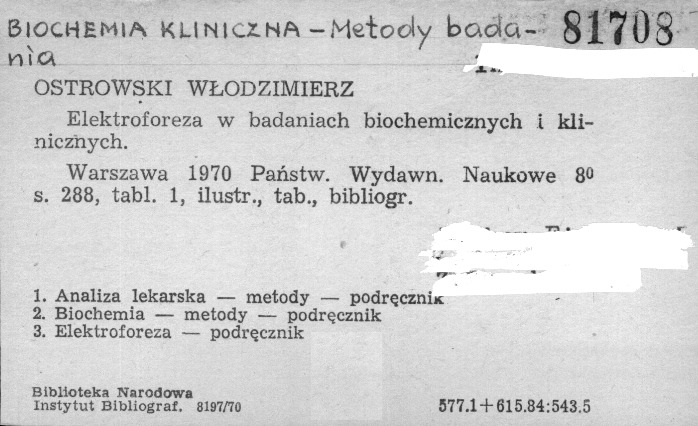 BIOCHEMIA KLINICZNA – Metody bada- 81708
nia
OSTROWSKI WŁODZIMIERZ
Elektroforeza w badaniach biochemicznych i kli-
nicznych.
Warszawa 1970 Państw. Wydawn. Naukowe 8⁰
s. 288, tabl. 1, ilustr., tab., bibliogr.
1. Analiza lekarska — metody — podręcznik
2. Biochemia — metody — podręcznik
3. Elektroforeza — podręcznik
Biblioteka Narodowa
Instytut Bibliograf. 8197/70 577.1+615.84:543.5